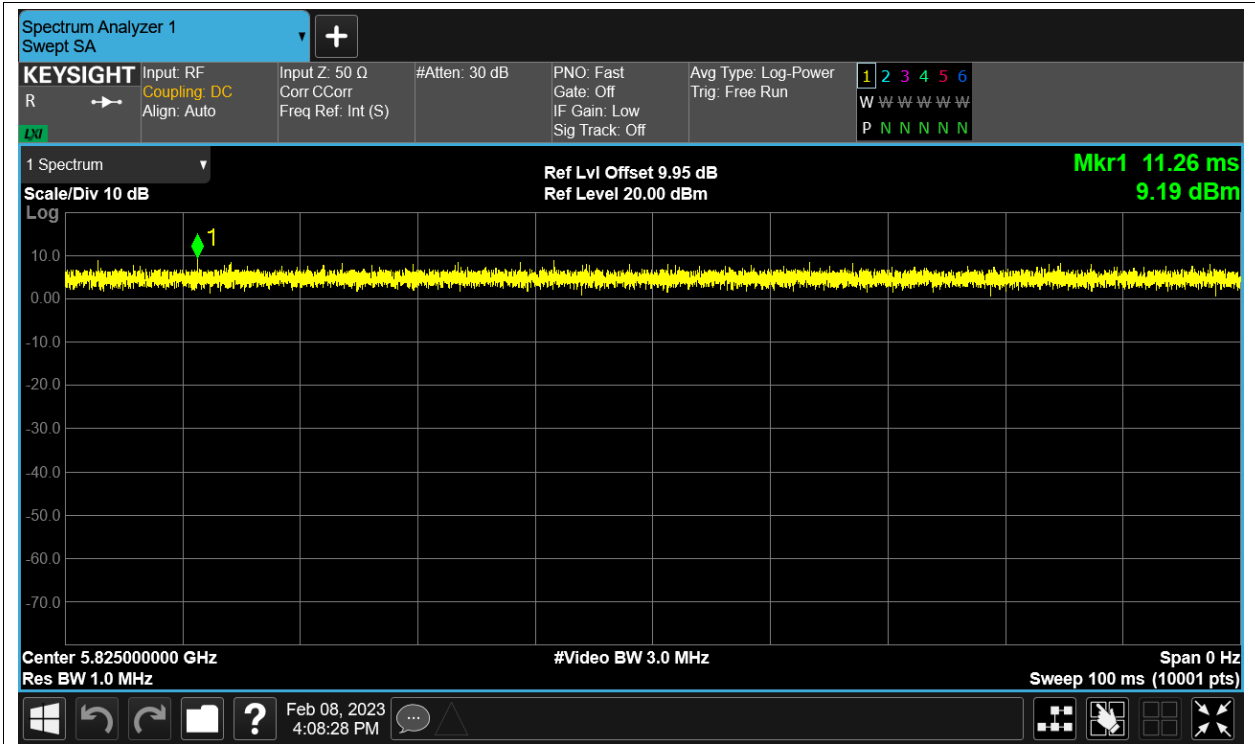 Spectrum Analyzer 1
Swept SA
KEYSIGHT
R
LXI
Input: RF
Coupling: DC
Align: Auto
Input Z: 50 Ω
Corr CCorr
Freq Ref: Int (S)
#Atten: 30 dB
PNO: Fast
Gate: Off
IF Gain: Low
Sig Track: Off
Avg Type: Log-Power
Trig: Free Run
1 2 3 4 5 6
W W W W W W
P N N N N N
1 Spectrum
Scale/Div 10 dB
Ref Lvl Offset 9.95 dB
Ref Level 20.00 dBm
Mkr1 11.26 ms
9.19 dBm
Log
1
10.0
0.00
-10.0
-20.0
-30.0
-40.0
-50.0
-60.0
-70.0
Center 5.825000000 GHz
#Video BW 3.0 MHz
Span 0 Hz
Res BW 1.0 MHz
Sweep 100 ms (10001 pts)
?
Feb 08, 2023
4:08:28 PM